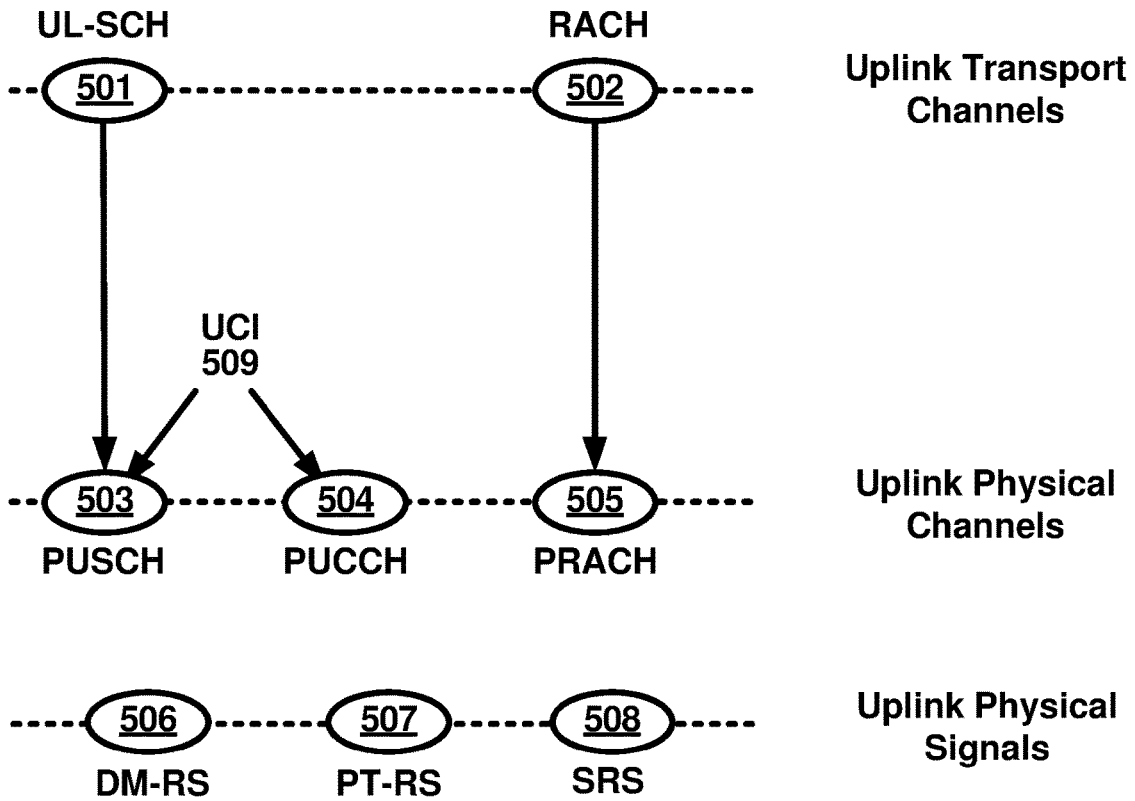 UL-SCH
RACH
501
502
Uplink Transport
Channels
UCI
509
503
504
505
Uplink Physical
Channels
PUSCH
PUCCH
PRACH
506
507
508
Uplink Physical
Signals
DM-RS
PT-RS
SRS